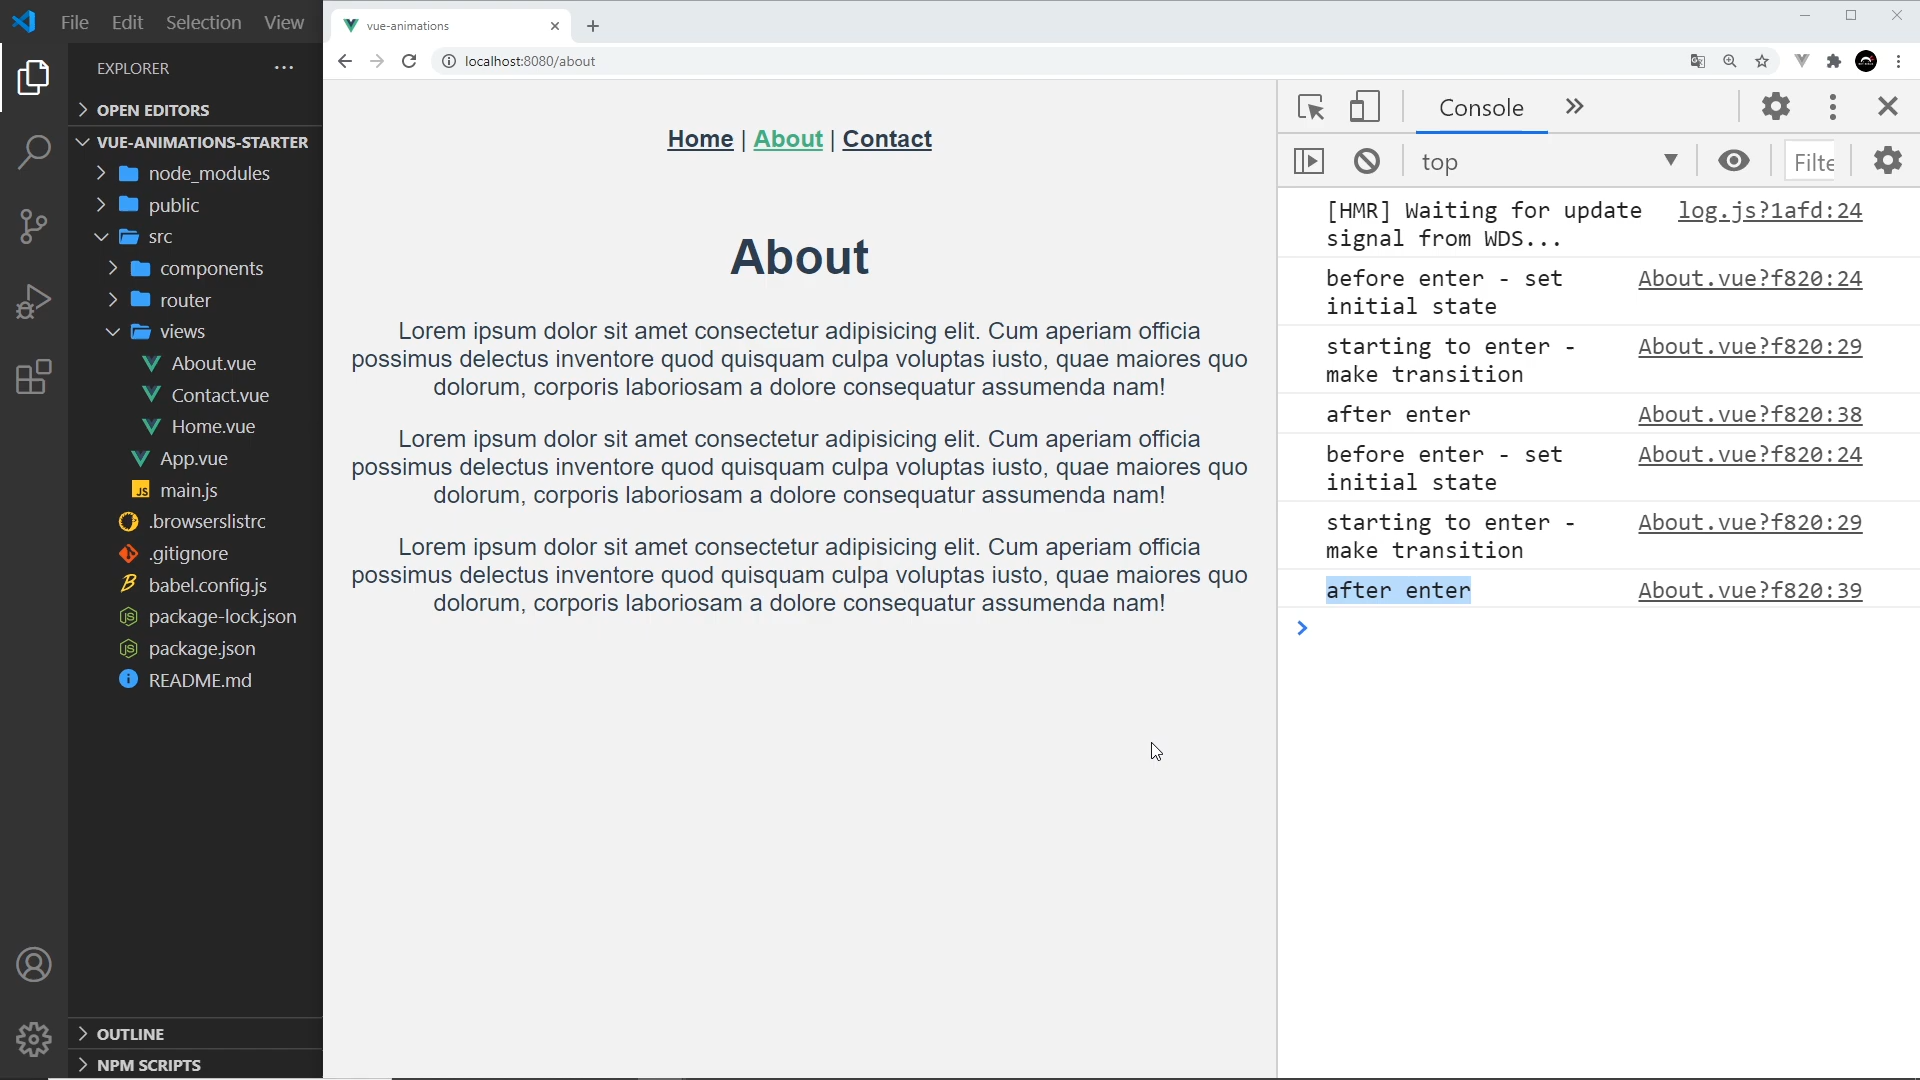 File Edit Selection View
EXPLORER
OPEN EDITORS
VUE-ANIMATIONS-STARTER
node_modules
public
src
components
router
views
About.vue
Contact.vue
Home.vue
App.vue
JS main.js
.browserslistrc
.gitignore
babel.config.js
package-lock.json
package.json
README.md
OUTLINE
NPM SCRIPTS
vue-animations
localhost:8080/about
Home | About | Contact
About
Lorem ipsum dolor sit amet consectetur adipisicing elit. Cum aperiam officia
possimus delectus inventore quod quisquam culpa voluptas iusto, quae maiores quo
dolorum, corporis laboriosam a dolore consequatur assumenda nam!
Lorem ipsum dolor sit amet consectetur adipisicing elit. Cum aperiam officia
possimus delectus inventore quod quisquam culpa voluptas iusto, quae maiores quo
dolorum, corporis laboriosam a dolore consequatur assumenda nam!
Lorem ipsum dolor sit amet consectetur adipisicing elit. Cum aperiam officia
possimus delectus inventore quod quisquam culpa voluptas iusto, quae maiores quo
dolorum, corporis laboriosam a dolore consequatur assumenda nam!
Console
top Filte
[HMR] Waiting for update log.js?1afd:24
signal from WDS...
before enter - set About.vue?f820:24
initial state
starting to enter - About.vue?f820:29
make transition
after enter About.vue?f820:38
before enter - set About.vue?f820:24
initial state
starting to enter - About.vue?f820:29
make transition
after enter About.vue?f820:39